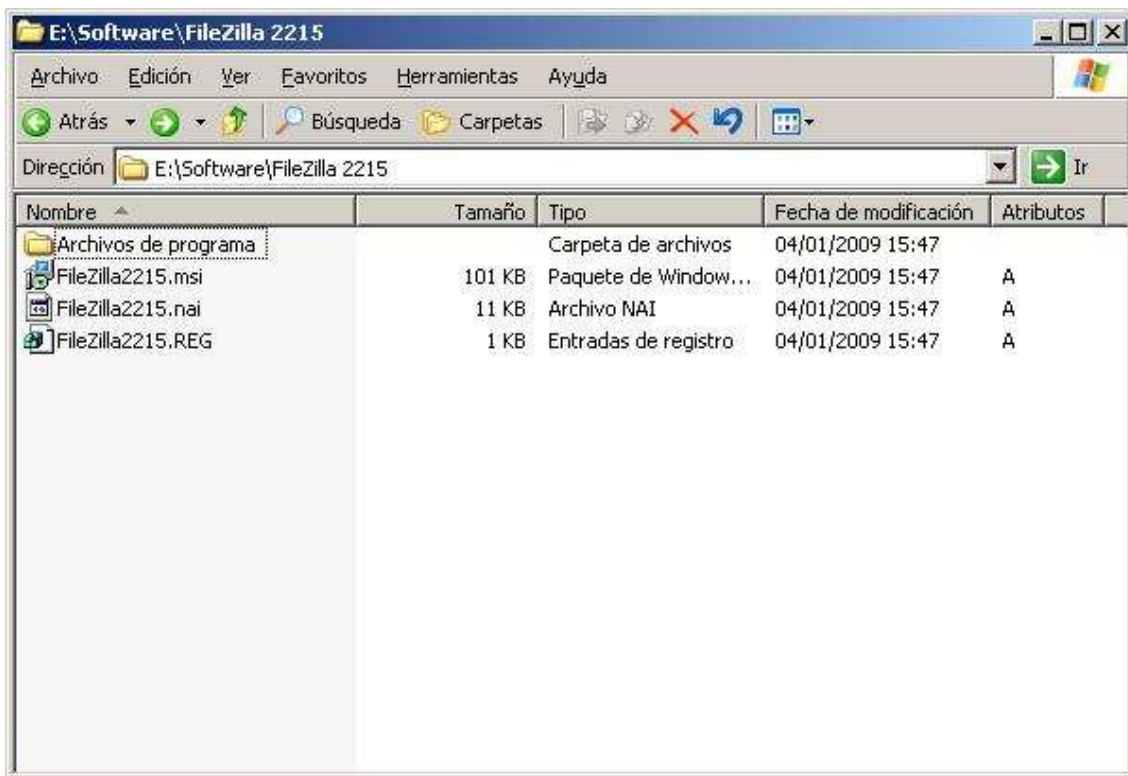 E:\Software\FileZilla 2215
Archivo Edición Ver Favoritos Herramientas Ayuda
Atrás Búsqueda Carpetas
Dirección E:\Software\FileZilla 2215 Ir
Nombre Tamaño Tipo Fecha de modificación Atributos
Archivos de programa Carpeta de archivos 04/01/2009 15:47
FileZilla2215.msi 101 KB Paquete de Window... 04/01/2009 15:47 A
FileZilla2215.nai 11 KB Archivo NAI 04/01/2009 15:47 A
FileZilla2215.REG 1 KB Entradas de registro 04/01/2009 15:47 A